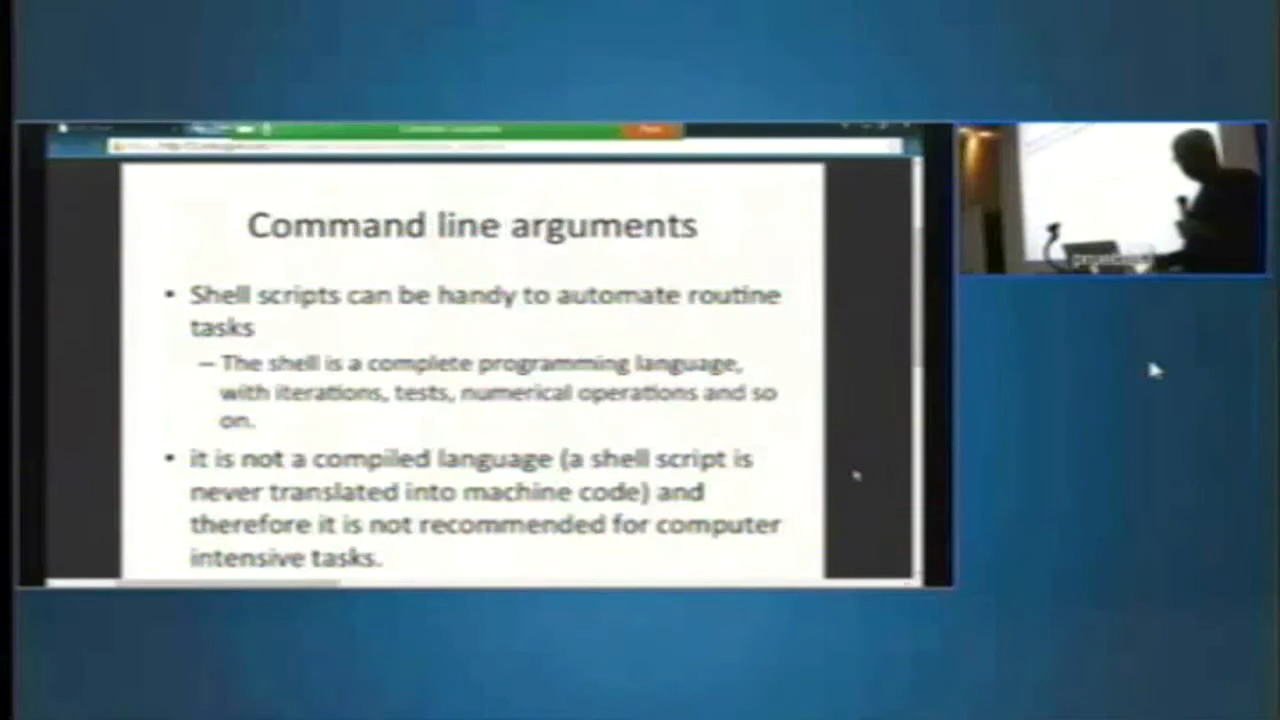 Command line arguments
• Shell scripts can be handy to automate routine
tasks
– The shell is a complete programming language,
with iterations, tests, numerical operations and so
on.
• it is not a compiled language (a shell script is
never translated into machine code) and
therefore it is not recommended for computer
intensive tasks.